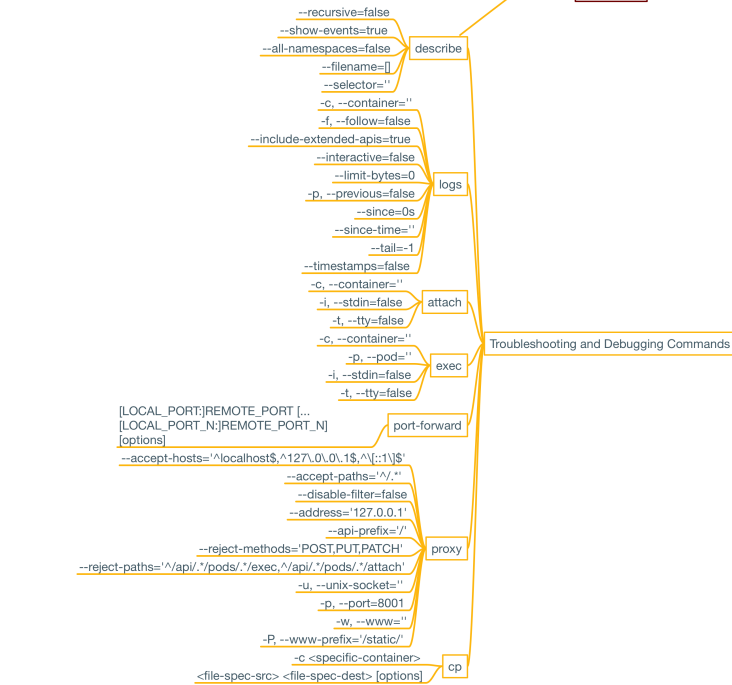 --recursive=false
--show-events=true
--all-namespaces=false
--filename=[]
--selector=''
describe
-c, --container=''
-f, --follow=false
--include-extended-apis=true
--interactive=false
--limit-bytes=0
-p, --previous=false
--since=0s
--since-time=''
--tail=-1
--timestamps=false
logs
-c, --container=''
-i, --stdin=false
-t, --tty=false
attach
-c, --container=''
-p, --pod=''
-i, --stdin=false
-t, --tty=false
exec
[LOCAL_PORT:]REMOTE_PORT [...
[LOCAL_PORT_N:]REMOTE_PORT_N]
[options]
port-forward
--accept-hosts='^localhost$,^127\.0\.0\.1$,^\[::1\]$'
--accept-paths='^/.*'
--disable-filter=false
--address='127.0.0.1'
--api-prefix='/'
--reject-methods='POST,PUT,PATCH'
--reject-paths='^/api/.*/pods/.*/exec,^/api/.*/pods/.*/attach'
-u, --unix-socket=''
-p, --port=8001
-w, --www=''
-P, --www-prefix='/static/'
proxy
-c <specific-container>
<file-spec-src> <file-spec-dest> [options]
cp
Troubleshooting and Debugging Commands